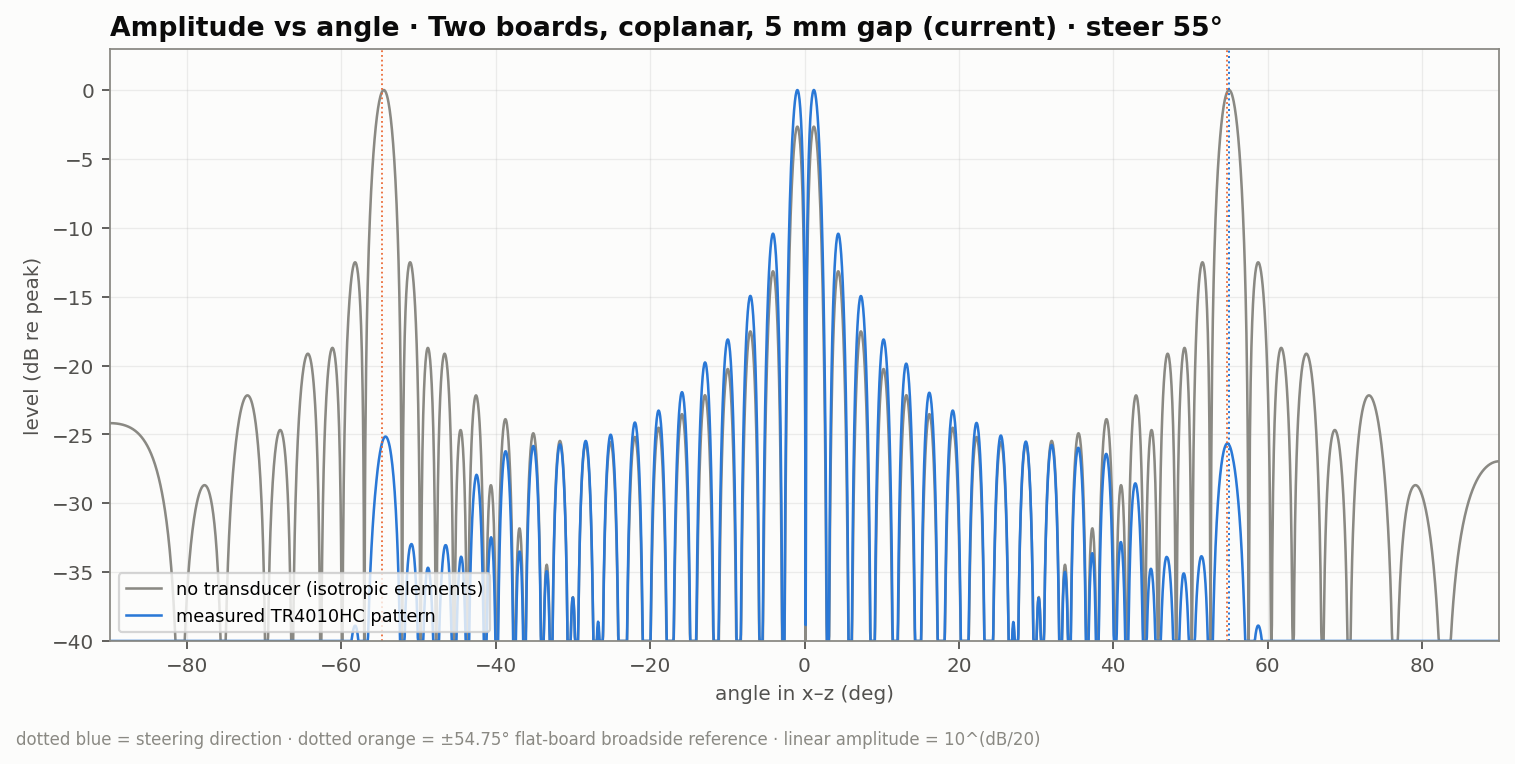 Amplitude vs angle · Two boards, coplanar, 5 mm gap (current) · steer 55°
level (dB re peak)
0
−5
−10
−15
−20
−25
−30
−35
−40
no transducer (isotropic elements)
measured TR4010HC pattern
−80 −60 −40 −20 0 20 40 60 80
angle in x–z (deg)
dotted blue = steering direction · dotted orange = ±54.75° flat-board broadside reference · linear amplitude = 10^(dB/20)